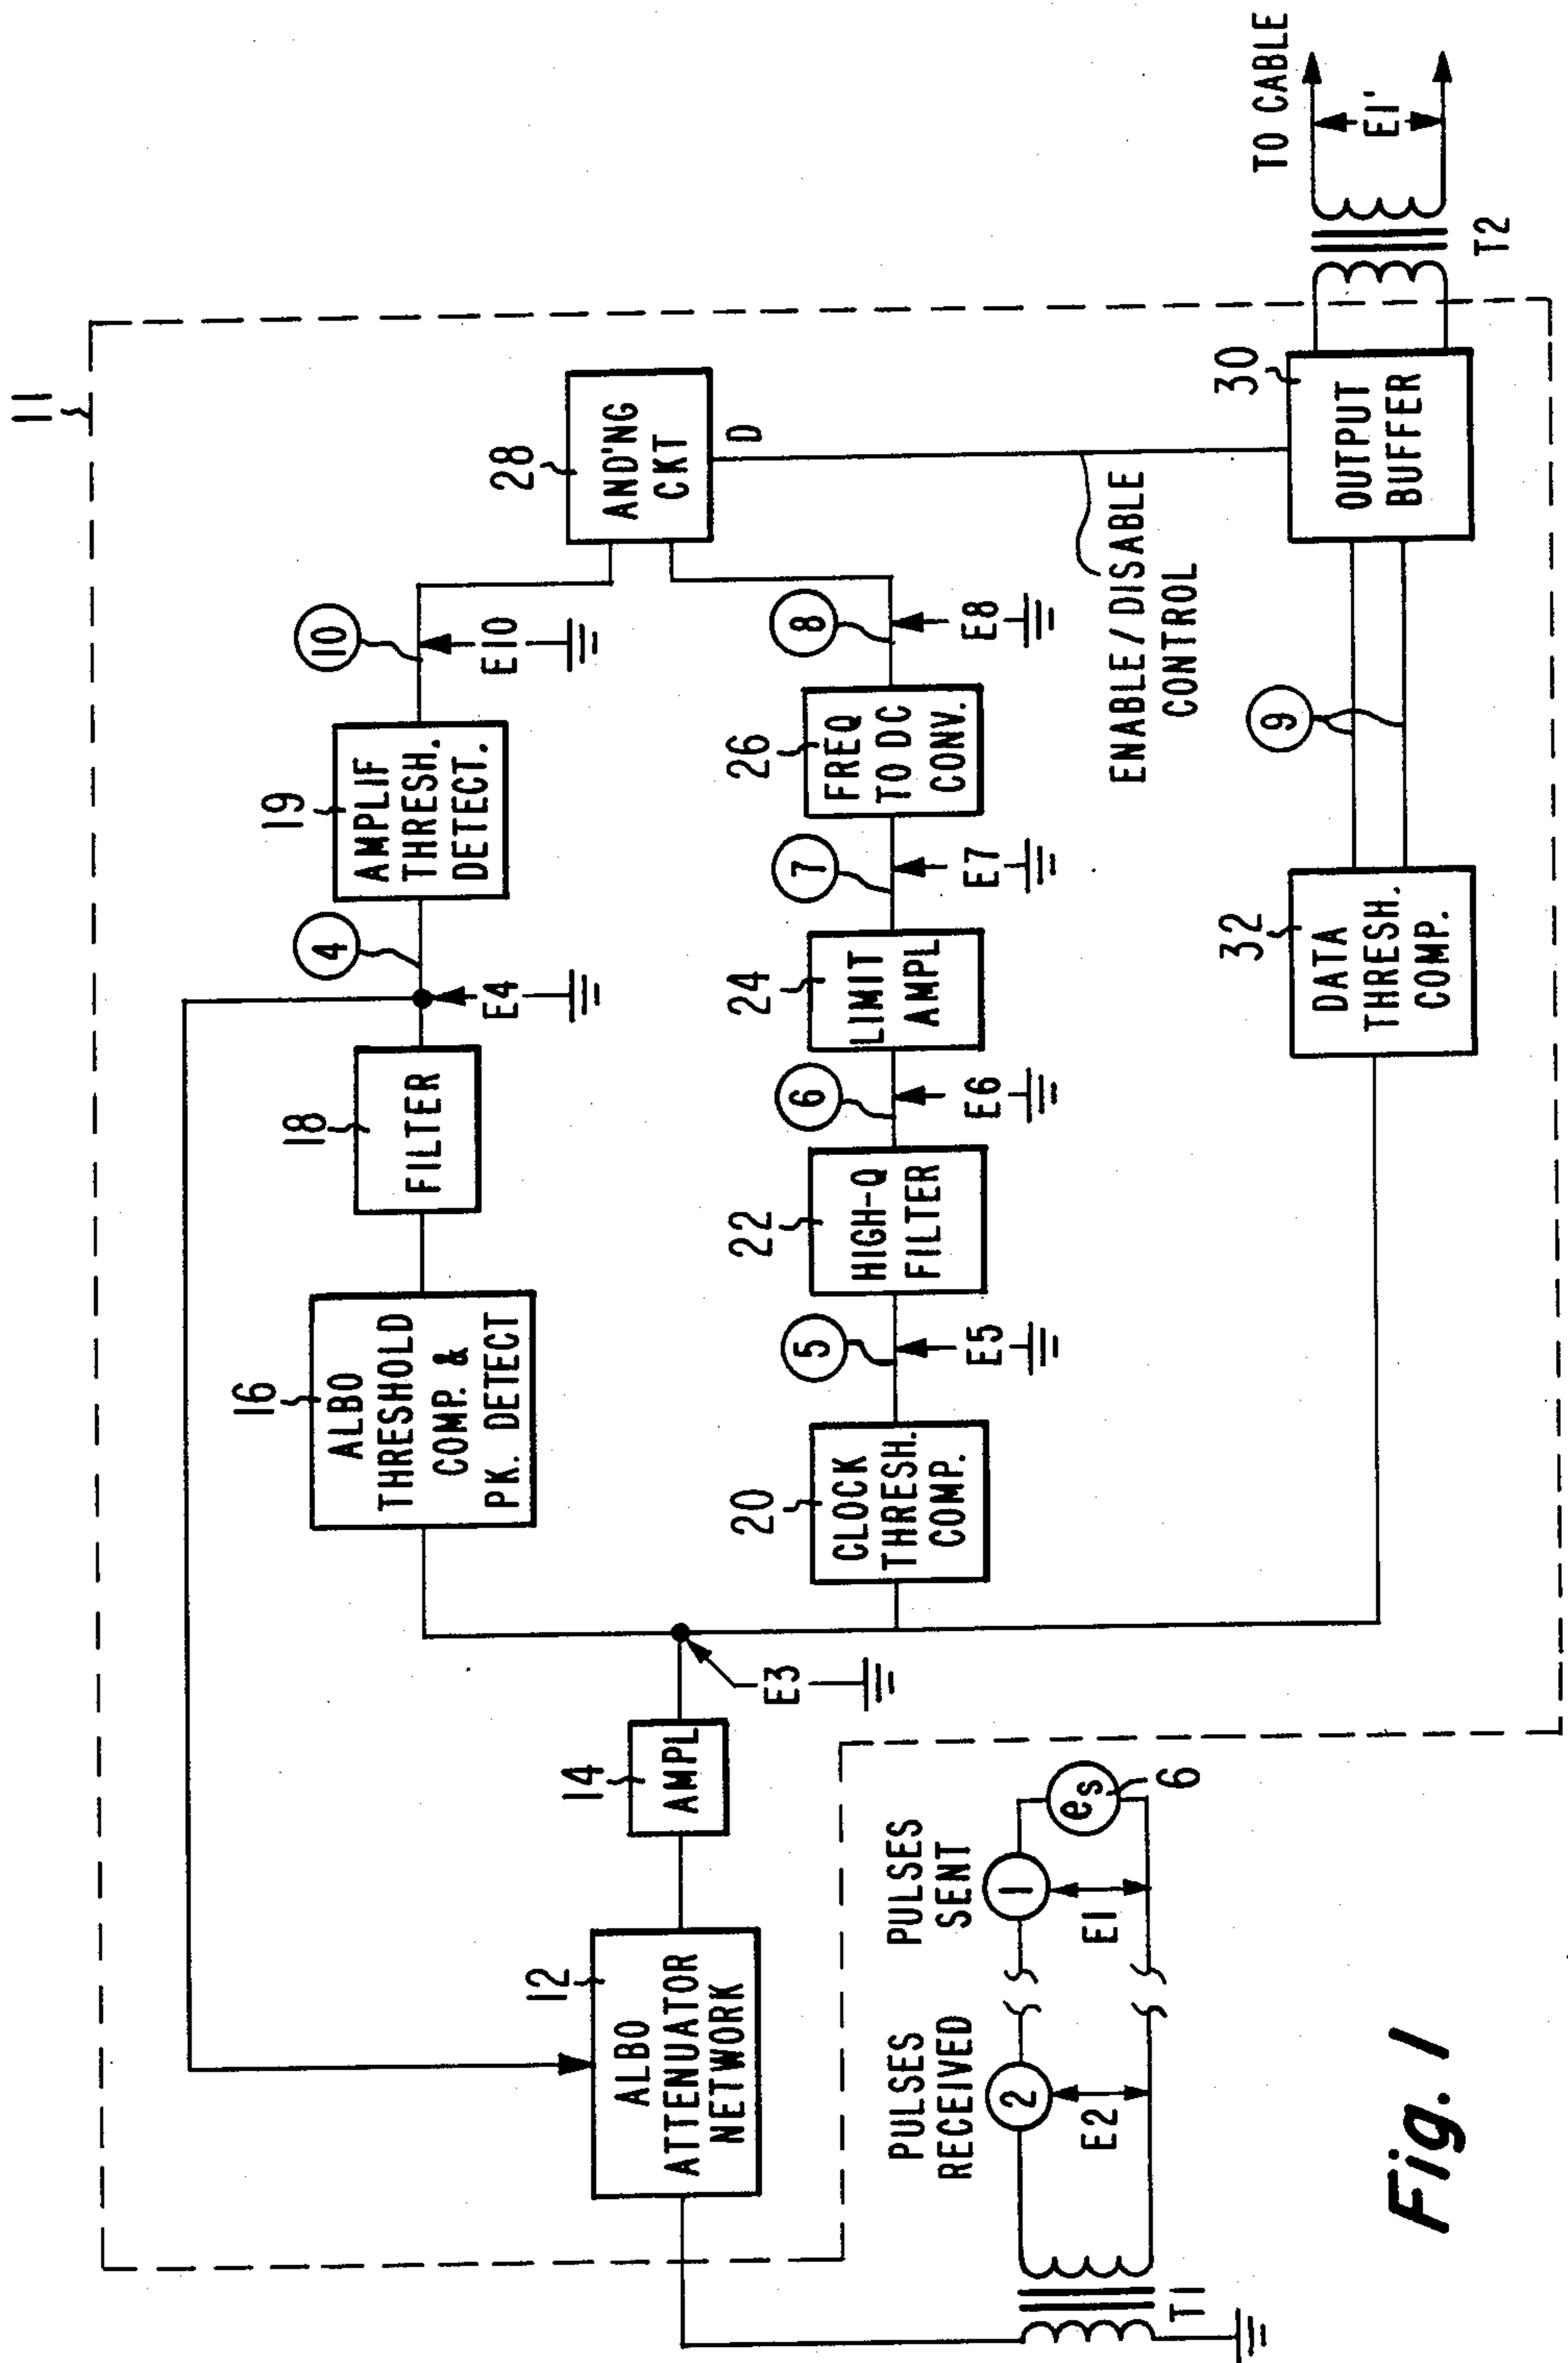 11
12
ALBO
ATTENUATOR
NETWORK
14
AMPL
E3
16
ALBO
THRESHOLD
COMP. &
PK. DETECT
18
FILTER
4
E4
19
AMPLIF
THRESH.
DETECT.
10
E10
20
CLOCK
THRESH.
COMP.
5
E5
22
HIGH-Q
FILTER
6
E6
24
LIMIT
AMPL
7
E7
26
FREQ
TO DC
CONV.
8
E8
28
AND'NG
CKT
D
ENABLE/DISABLE
CONTROL
32
DATA
THRESH.
COMP.
9
30
OUTPUT
BUFFER
T2
TO CABLE
E1'
PULSES
RECEIVED
2
E2
PULSES
SENT
1
E1
es
6
T1
Fig. 1